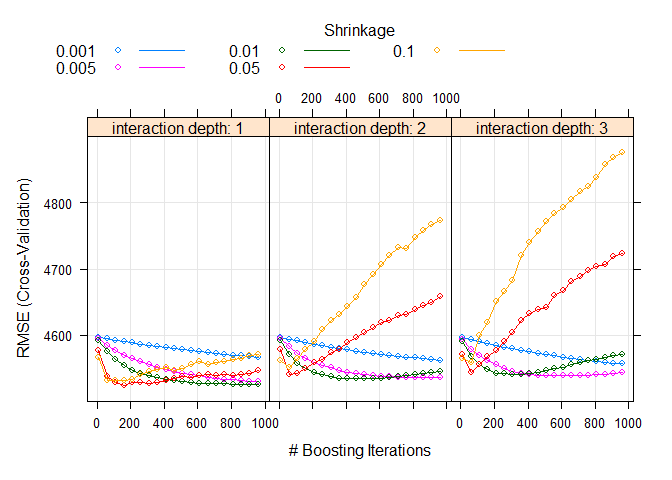 Shrinkage
0.001 0.01 0.1
0.005 0.05
0 200 400 600 800 1000
interaction depth: 1 interaction depth: 2 interaction depth: 3
4800
4700
4600
RMSE (Cross-Validation)
0 200 400 600 800 1000 0 200 400 600 800 1000
# Boosting Iterations